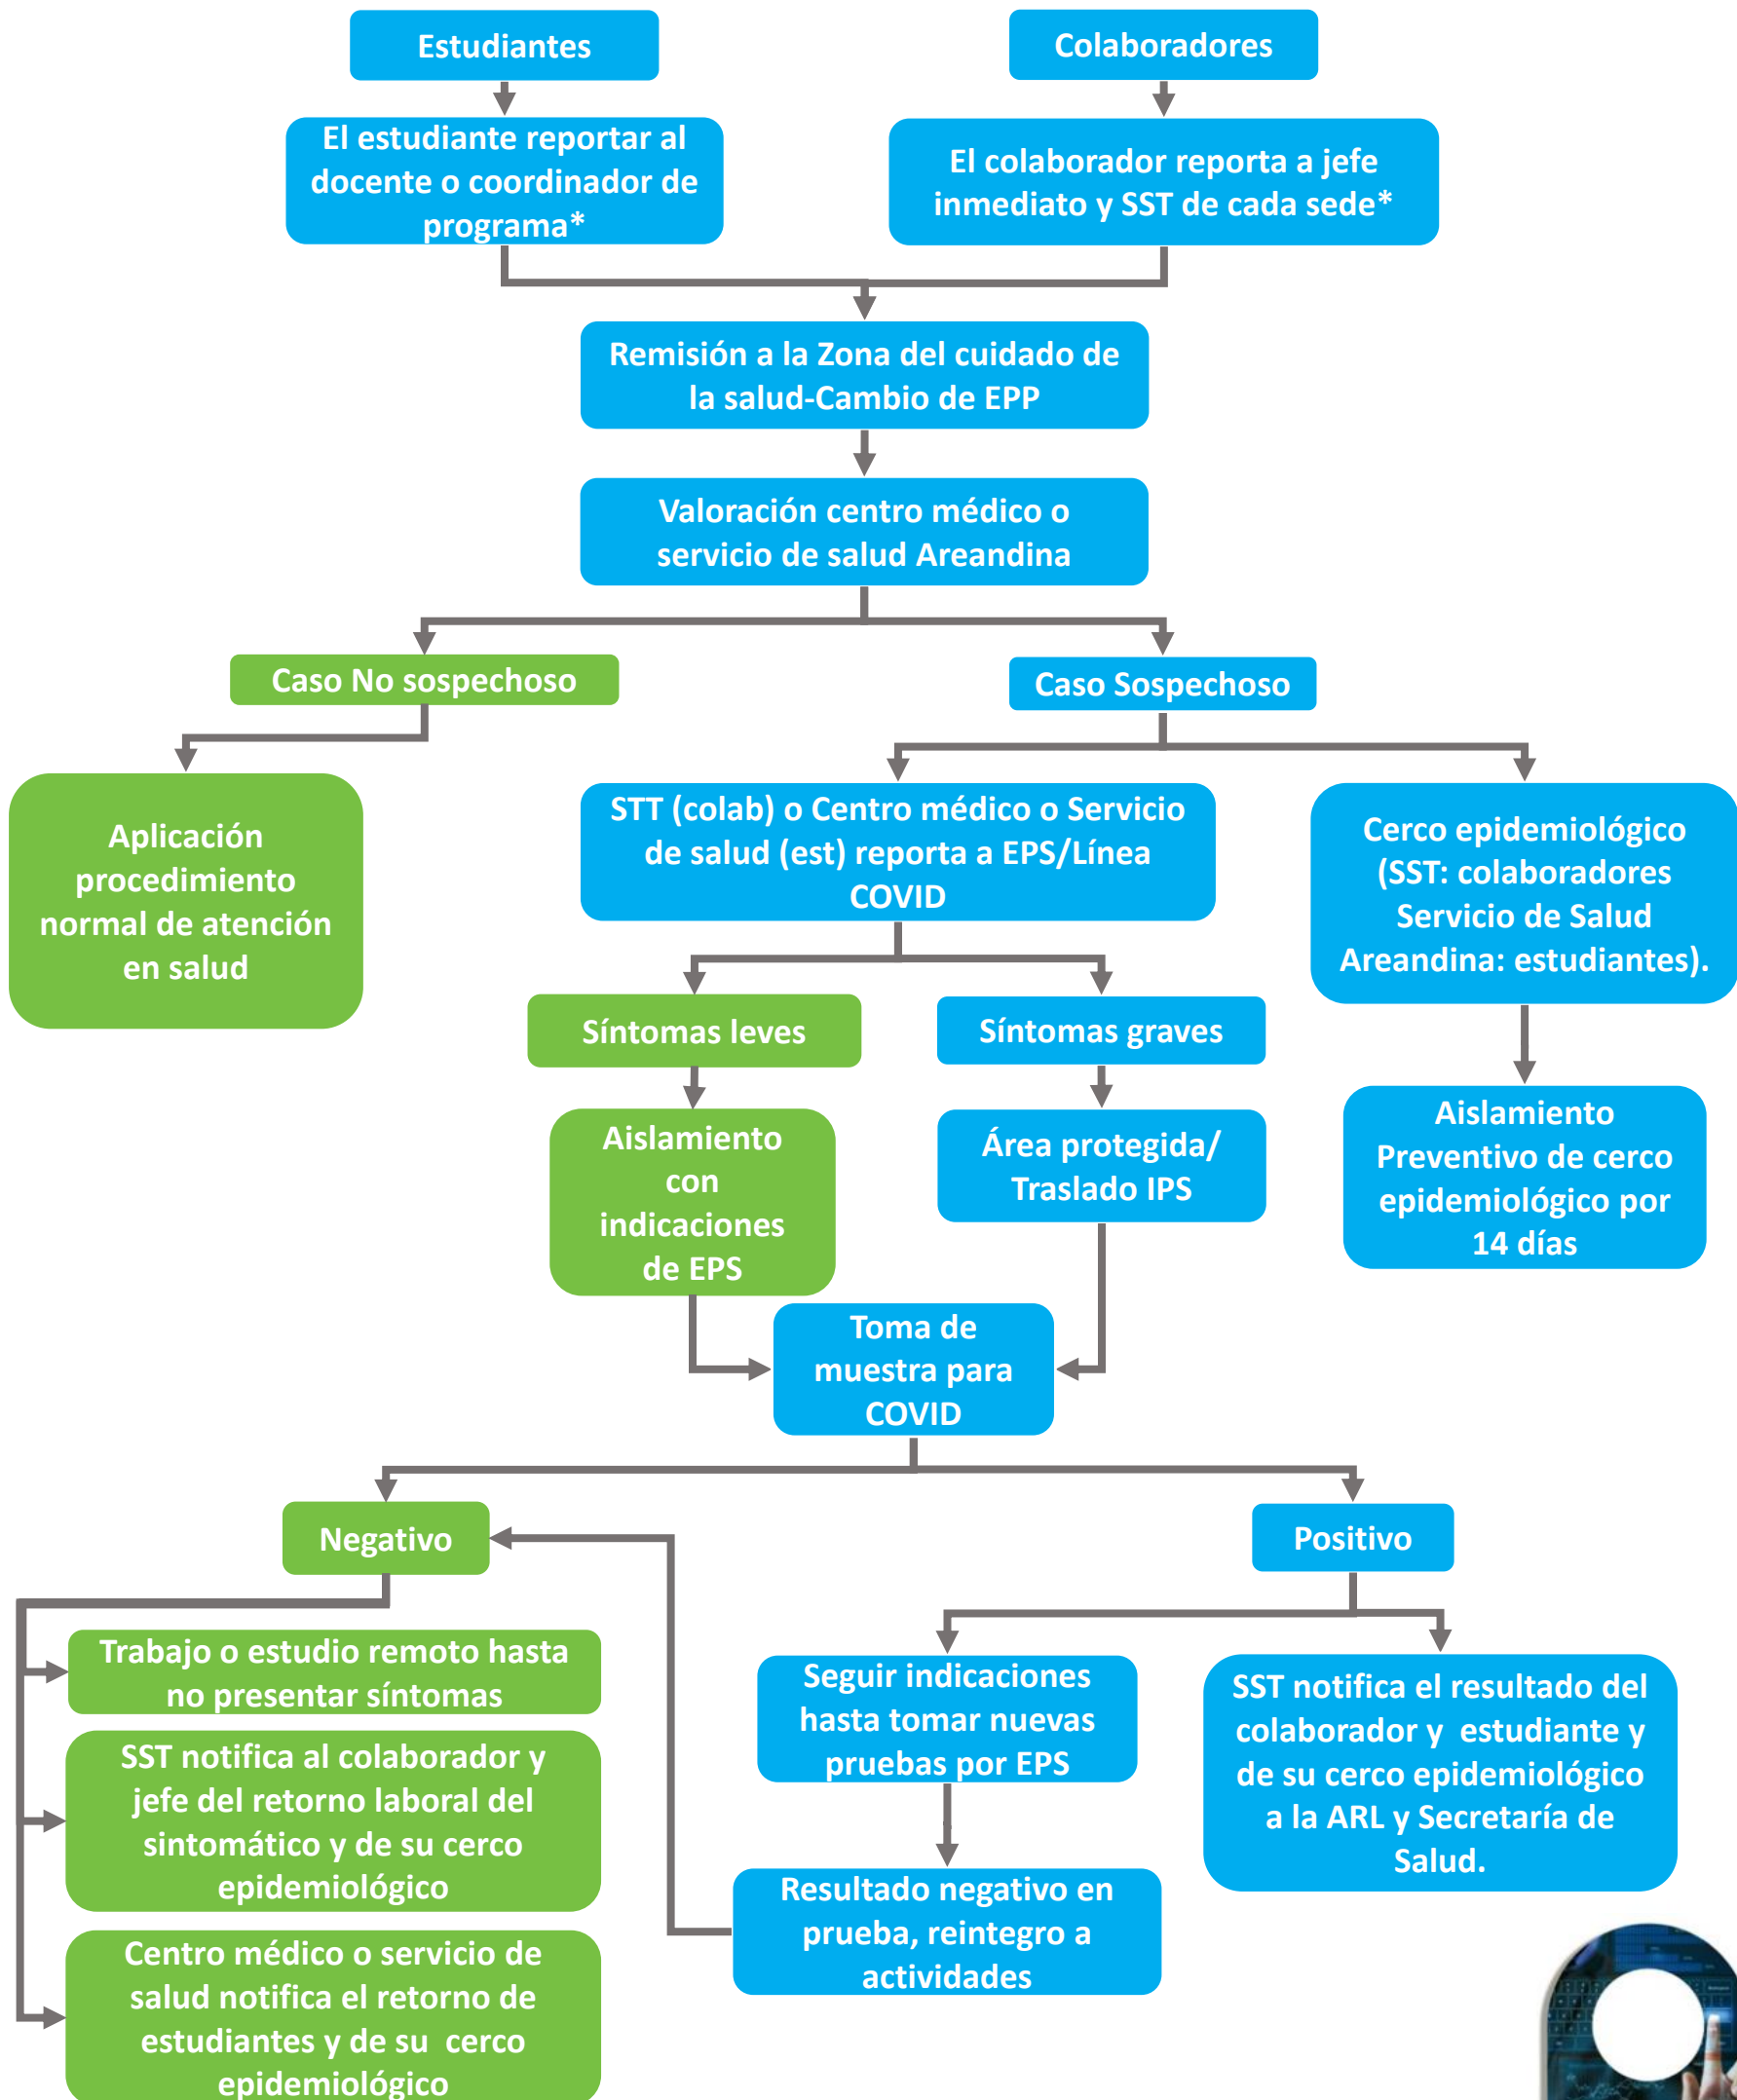 Estudiantes
Colaboradores
El estudiante reportar al
docente o coordinador de
programa*
El colaborador reporta a jefe
inmediato y SST de cada sede*
Remisión a la Zona del cuidado de
la salud-Cambio de EPP
Valoración centro médico o
servicio de salud Areandina
Caso No sospechoso
Caso Sospechoso
Aplicación
procedimiento
normal de atención
en salud
STT (colab) o Centro médico o Servicio
de salud (est) reporta a EPS/Línea
COVID
Cerco epidemiológico
(SST: colaboradores
Servicio de Salud
Areandina: estudiantes).
Síntomas leves
Síntomas graves
Aislamiento
con
indicaciones
de EPS
Área protegida/
Traslado IPS
Aislamiento
Preventivo de cerco
epidemiológico por
14 días
Toma de
muestra para
COVID
Negativo
Positivo
Trabajo o estudio remoto hasta
no presentar síntomas
SST notifica al colaborador y
jefe del retorno laboral del
sintomático y de su cerco
epidemiológico
Centro médico o servicio de
salud notifica el retorno de
estudiantes y de su cerco
epidemiológico
Seguir indicaciones
hasta tomar nuevas
pruebas por EPS
Resultado negativo en
prueba, reintegro a
actividades
SST notifica el resultado del
colaborador y estudiante y
de su cerco epidemiológico
a la ARL y Secretaría de
Salud.